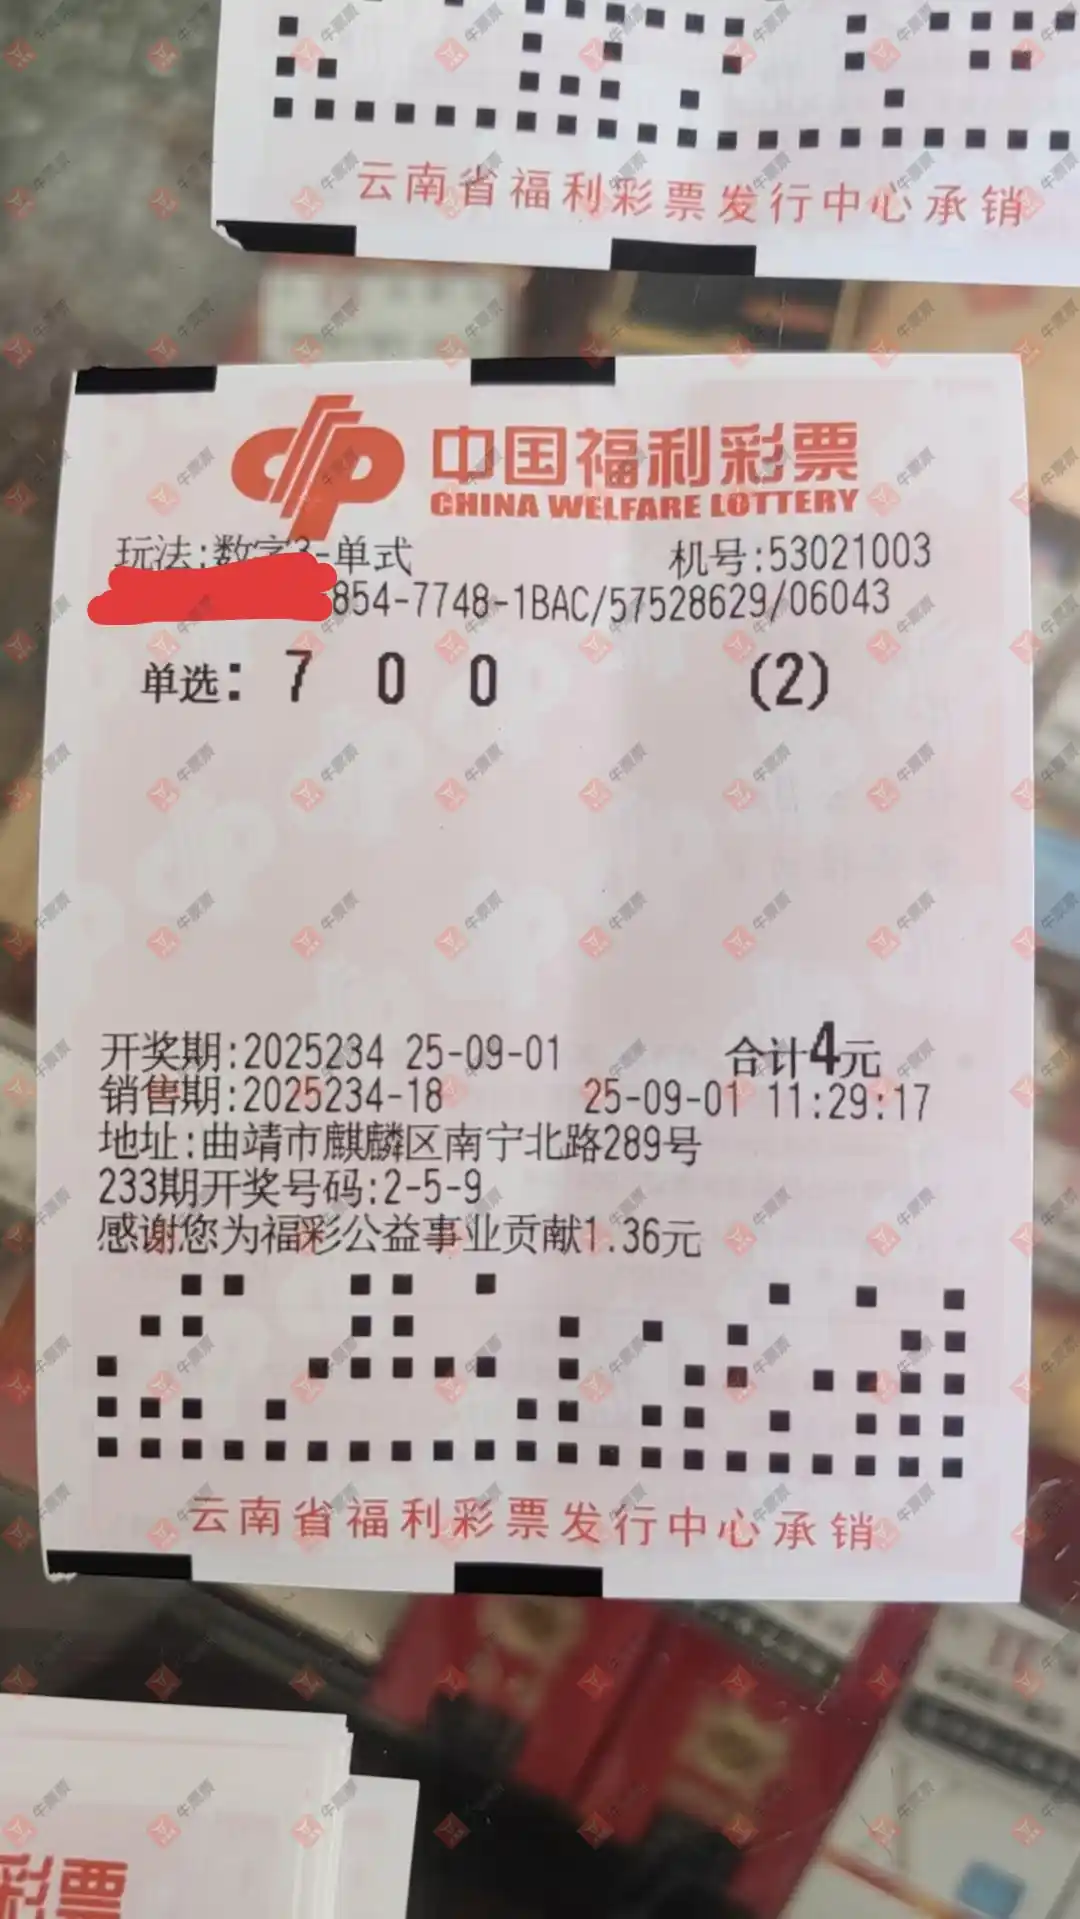 云南省福利彩票发行中心承销
中国福利彩票
CHINA WELFARE LOTTERY
玩法:数字3-单式 机号:53021003
854-7748-1BAC/57528629/06043
单选: 7 0 0 (2)
开奖期:2025234 25-09-01 合计4元
销售期:2025234-18 25-09-01 11:29:17
地址:曲靖市麒麟区南宁北路289号
233期开奖号码:2-5-9
感谢您为福彩公益事业贡献1.36元
云南省福利彩票发行中心承销
彩票
牛票票